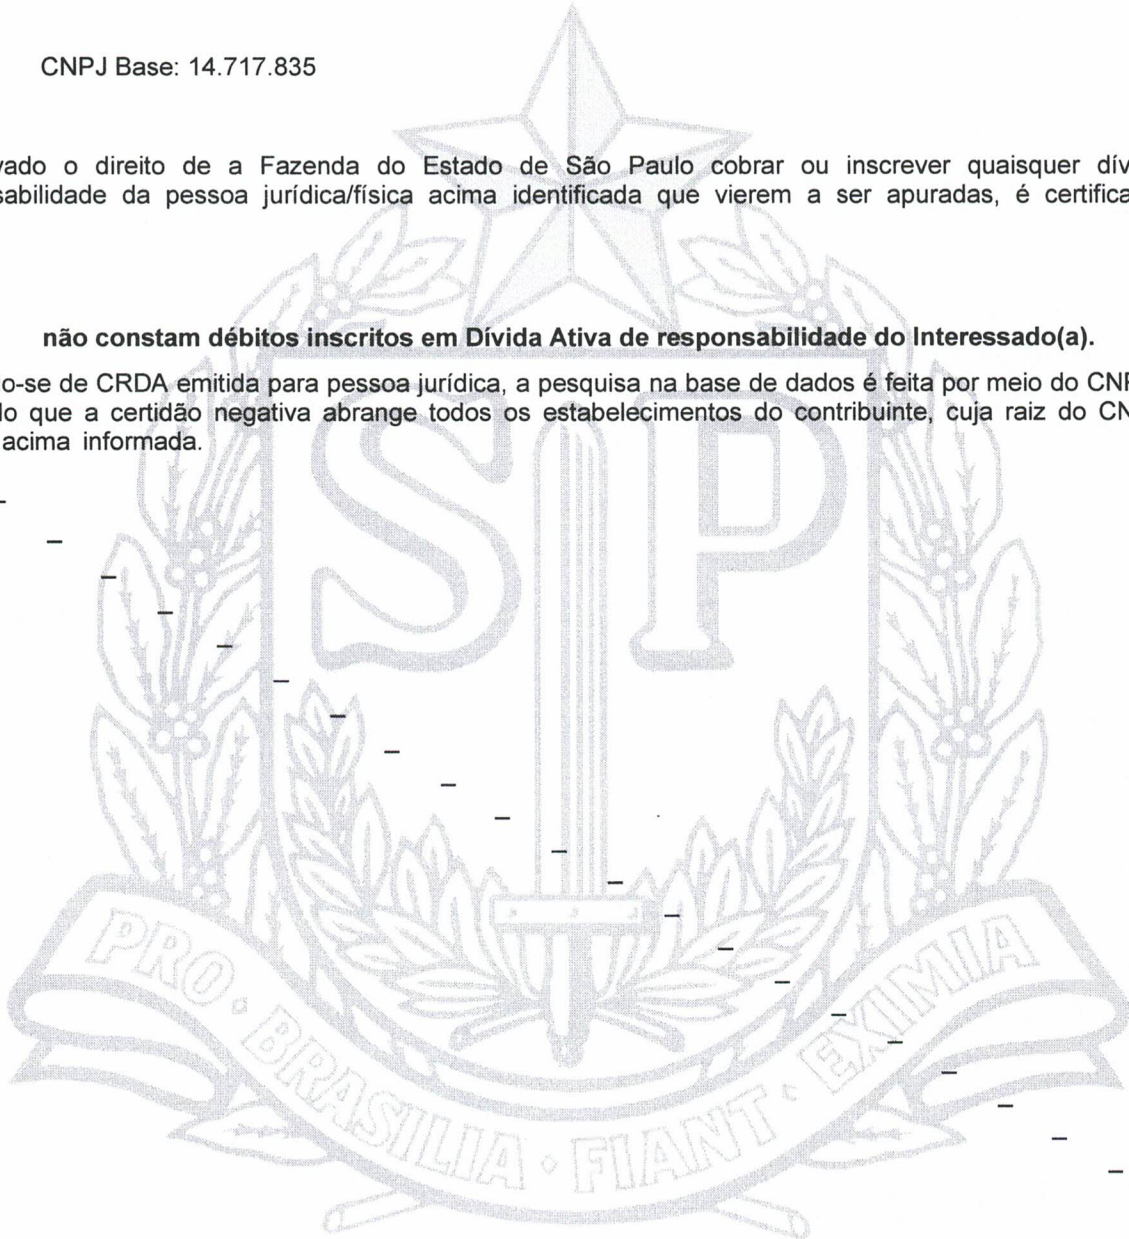 CNPJ Base: 14.717.835
vado o direito de a Fazenda do Estado de São Paulo cobrar ou inscrever quaisquer dív
sabilidade da pessoa jurídica/física acima identificada que vierem a ser apuradas, é certifica
não constam débitos inscritos em Dívida Ativa de responsabilidade do Interessado(a).
o-se de CRDA emitida para pessoa jurídica, a pesquisa na base de dados é feita por meio do CNP
do que a certidão negativa abrange todos os estabelecimentos do contribuinte, cuja raiz do CN
acima informada.
SP
PRO · BRASILIA · FIANT · EXIMIA